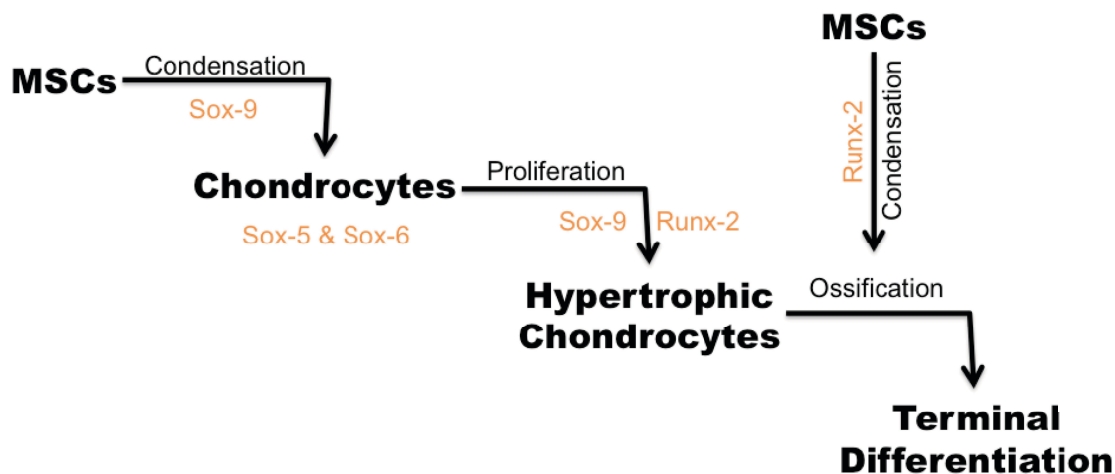 MSCs
Condensation
Sox-9
Chondrocytes
Sox-5 & Sox-6
Proliferation
Sox-9 Runx-2
Hypertrophic
Chondrocytes
MSCs
Runx-2
Condensation
Ossification
Terminal
Differentiation